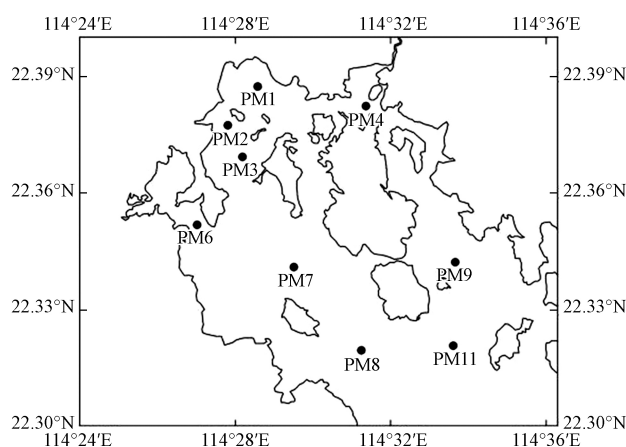 114°24′E 114°28′E 114°32′E 114°36′E
22.39°N 22.39°N
PM1
PM4
PM2
PM3
22.36°N 22.36°N
PM6
PM7 PM9
22.33°N 22.33°N
PM8 PM11
22.30°N 22.30°N
114°24′E 114°28′E 114°32′E 114°36′E